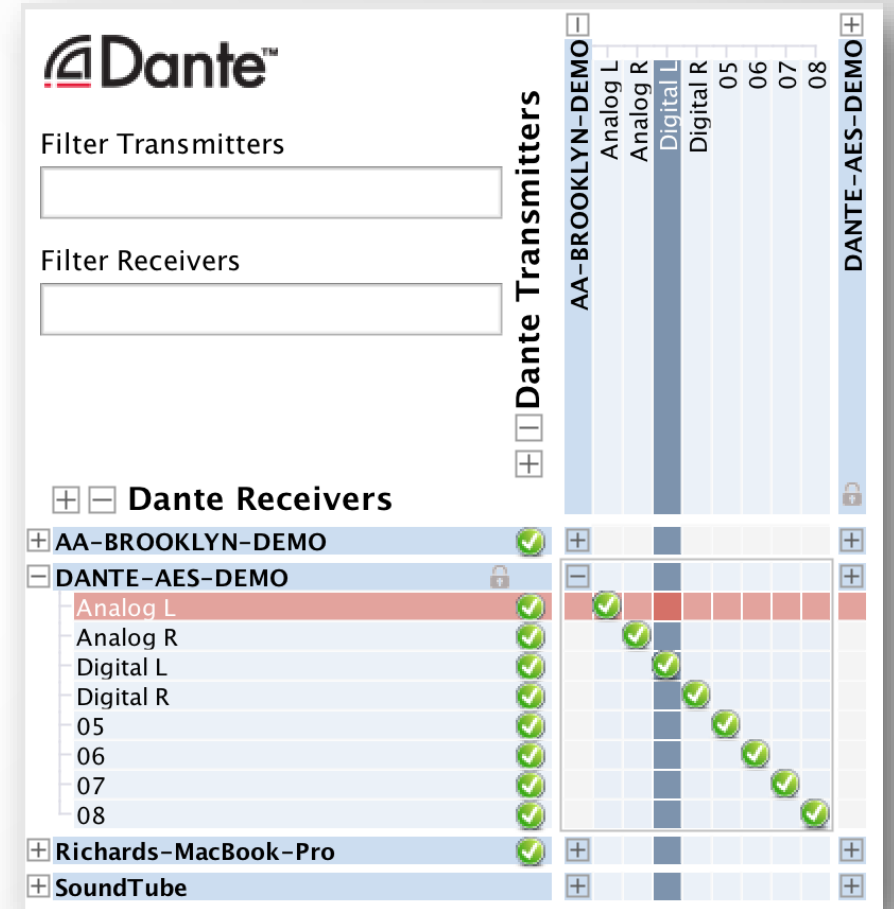 Dante™
Filter Transmitters
Filter Receivers
Dante Transmitters
AA-BROOKLYN-DEMO
Analog L
Analog R
Digital L
Digital R
05
06
07
08
DANTE-AES-DEMO
Dante Receivers
AA-BROOKLYN-DEMO
DANTE-AES-DEMO
Analog L
Analog R
Digital L
Digital R
05
06
07
08
Richards-MacBook-Pro
SoundTube